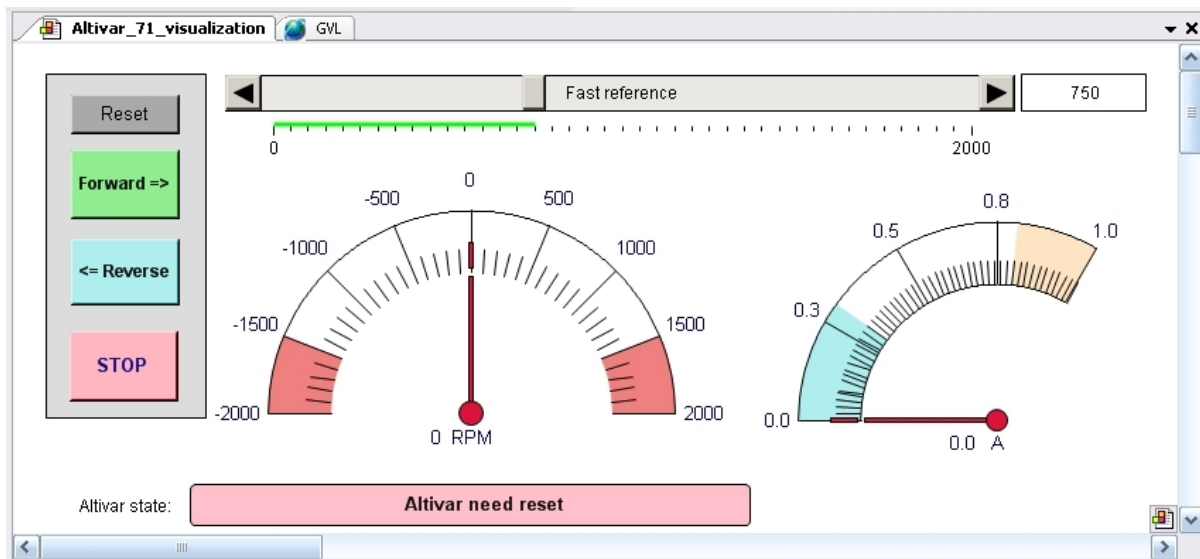 Altivar_71_visualization GVL
Reset
Forward =>
<= Reverse
STOP
Fast reference 750
0 2000
-2000
-1500
-1000
-500
0
500
1000
1500
2000
0 RPM
0.0
0.3
0.5
0.8
1.0
0.0 A
Altivar state: Altivar need reset